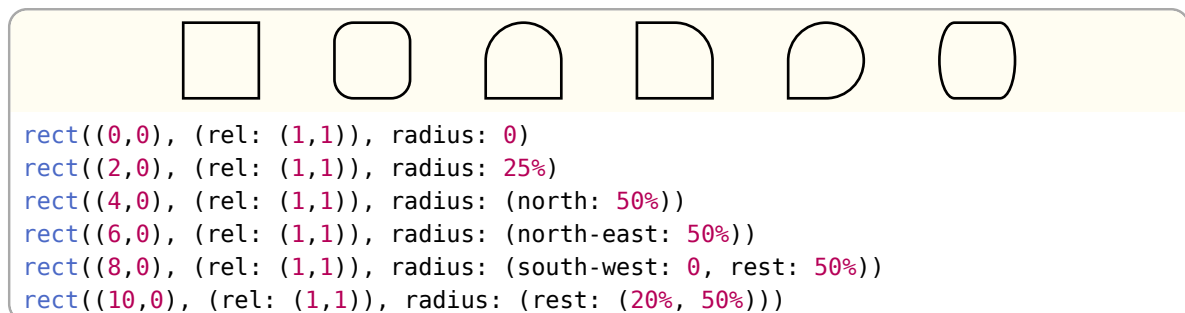 rect((0,0), (rel: (1,1)), radius: 0)
rect((2,0), (rel: (1,1)), radius: 25%)
rect((4,0), (rel: (1,1)), radius: (north: 50%))
rect((6,0), (rel: (1,1)), radius: (north-east: 50%))
rect((8,0), (rel: (1,1)), radius: (south-west: 0, rest: 50%))
rect((10,0), (rel: (1,1)), radius: (rest: (20%, 50%)))